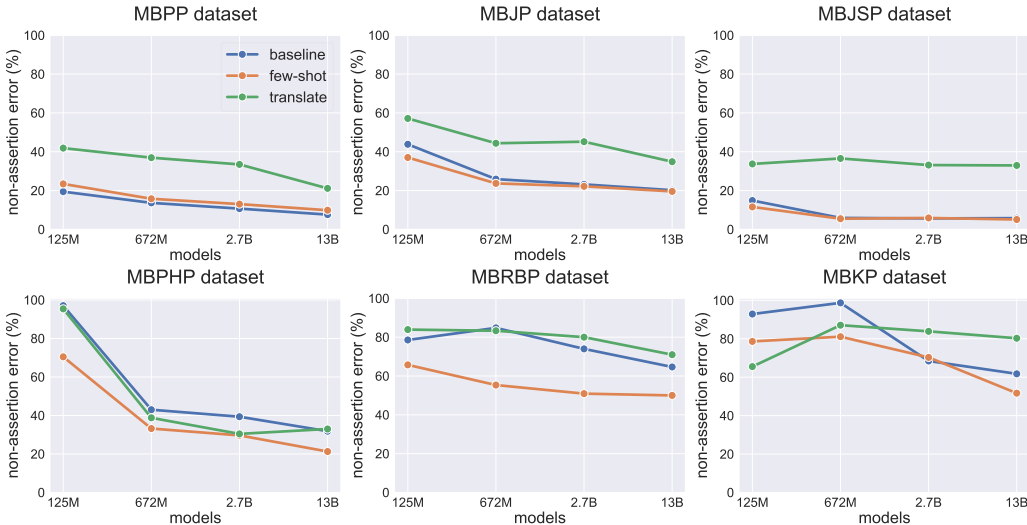 MBPP dataset
MBJP dataset
MBJSP dataset
non-assertion error (%)
100
80
60
40
20
0
baseline
few-shot
translate
125M
672M
2.7B
13B
models
non-assertion error (%)
100
80
60
40
20
0
125M
672M
2.7B
13B
models
non-assertion error (%)
100
80
60
40
20
0
125M
672M
2.7B
13B
models
MBPHP dataset
MBRBP dataset
MBKP dataset
non-assertion error (%)
100
80
60
40
20
0
125M
672M
2.7B
13B
models
non-assertion error (%)
100
80
60
40
20
0
125M
672M
2.7B
13B
models
non-assertion error (%)
100
80
60
40
20
0
125M
672M
2.7B
13B
models